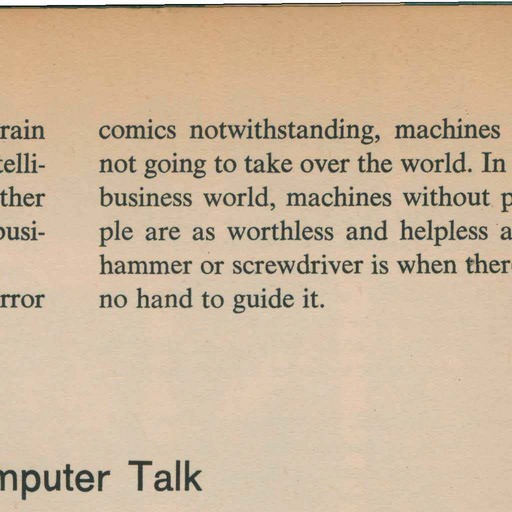 rain
telli-
ther
busi-
rror
comics notwithstanding, machines
not going to take over the world. In
business world, machines without p
ple are as worthless and helpless a
hammer or screwdriver is when ther
no hand to guide it.
mputer Talk